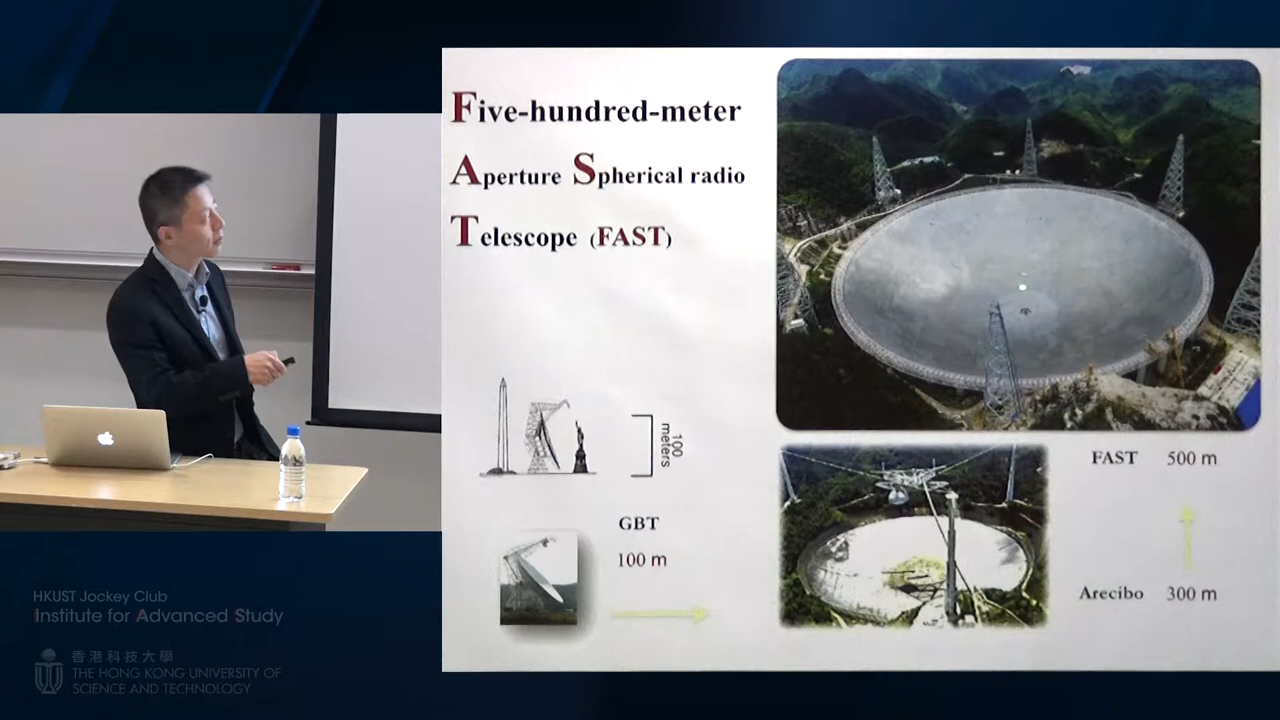 Five-hundred-meter
Aperture Spherical radio
Telescope (FAST)
100
meters
GBT
100 m
FAST 500 m
Arecibo 300 m
HKUST Jockey Club
Institute for Advanced Study
香港科技大學
THE HONG KONG UNIVERSITY OF
SCIENCE AND TECHNOLOGY